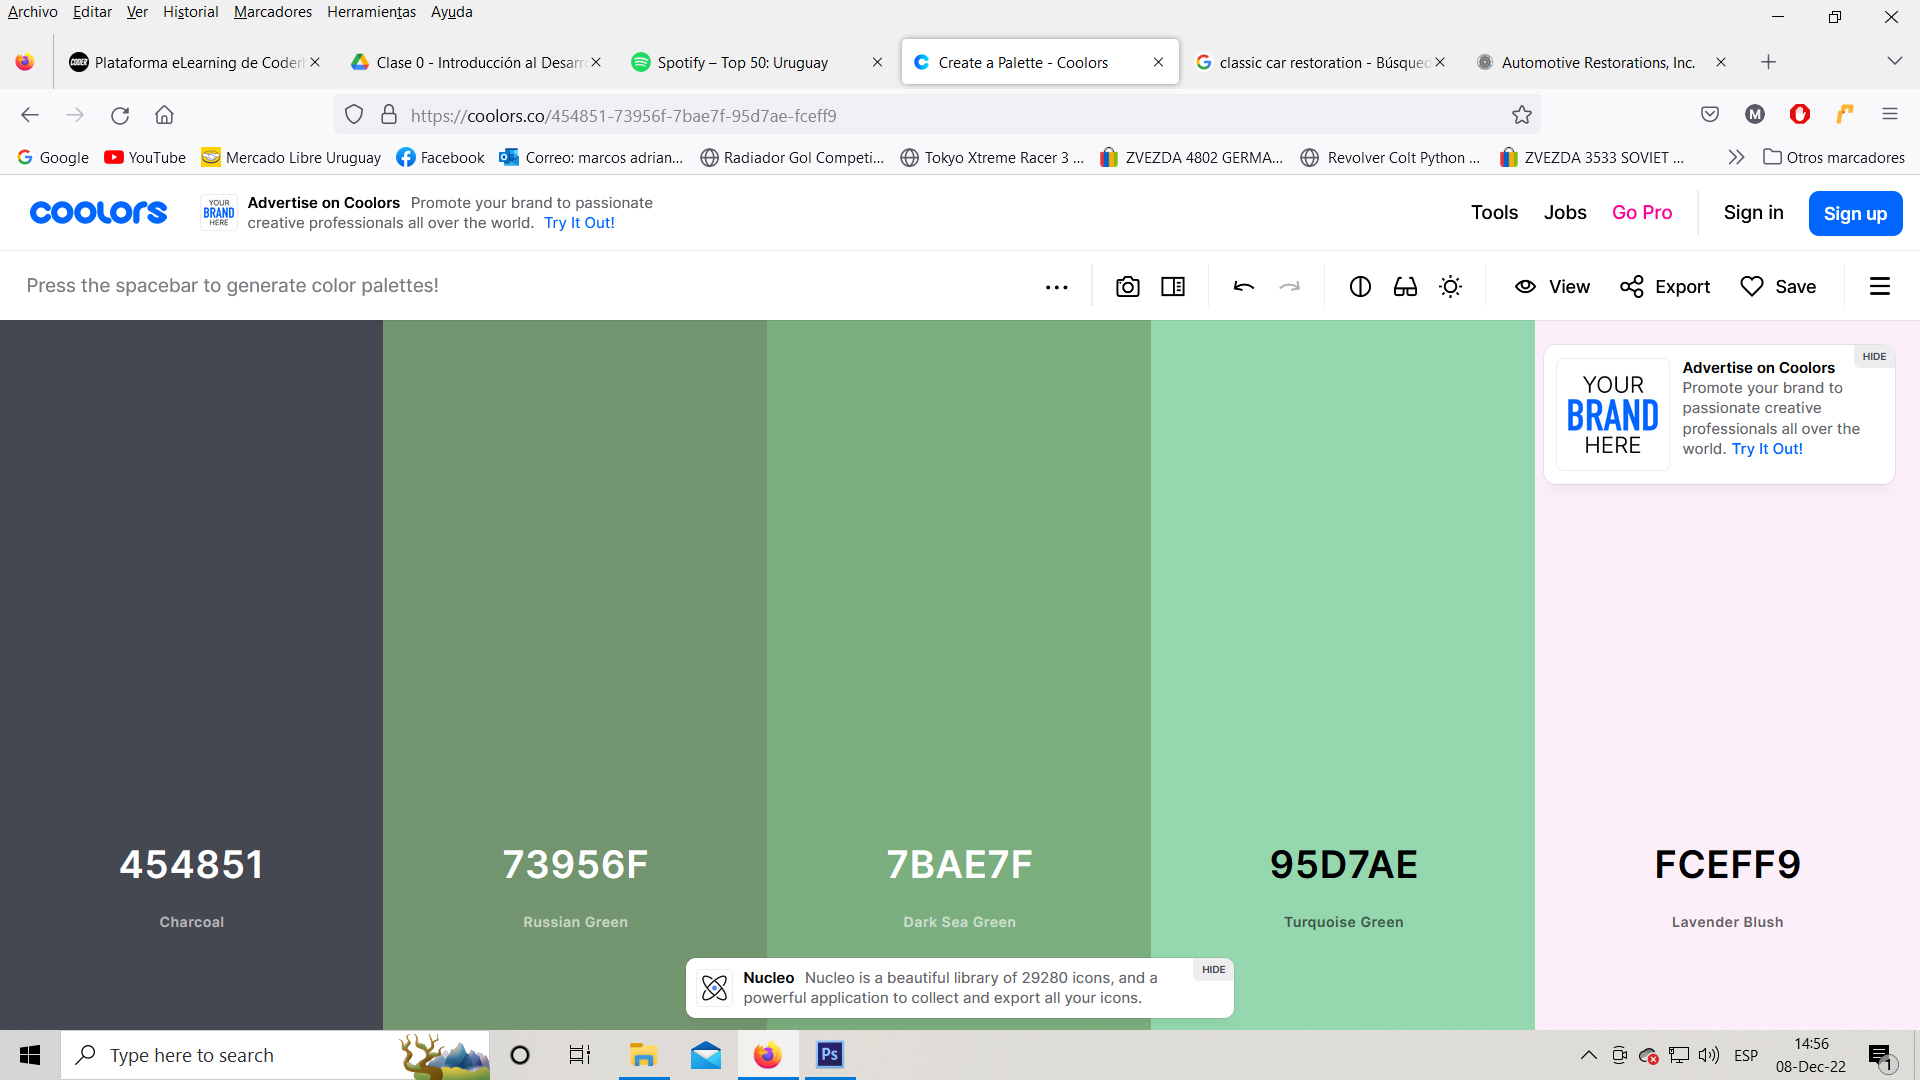 Archivo Editar Ver Historial Marcadores Herramientas Ayuda
Plataforma eLearning de Coder
Clase 0 - Introducción al Desarr
Spotify – Top 50: Uruguay
Create a Palette - Coolors
classic car restoration - Búsqued
Automotive Restorations, Inc.
https://coolors.co/454851-73956f-7bae7f-95d7ae-fceff9
M
Google YouTube Mercado Libre Uruguay Facebook Correo: marcos adrian... Radiador Gol Competi... Tokyo Xtreme Racer 3 ... ZVEZDA 4802 GERMA... Revolver Colt Python ... ZVEZDA 3533 SOVIET ... Otros marcadores
coolors
YOUR
BRAND
HERE
Advertise on Coolors Promote your brand to passionate
creative professionals all over the world. Try It Out!
Tools Jobs Go Pro Sign in Sign up
Press the spacebar to generate color palettes!
View Export Save
HIDE
YOUR
BRAND
HERE
Advertise on Coolors
Promote your brand to
passionate creative
professionals all over the
world. Try It Out!
454851
Charcoal
73956F
Russian Green
7BAE7F
Dark Sea Green
95D7AE
Turquoise Green
FCEFF9
Lavender Blush
Nucleo Nucleo is a beautiful library of 29280 icons, and a
powerful application to collect and export all your icons.
HIDE
Type here to search
Ps
ESP
14:56
08-Dec-22
1